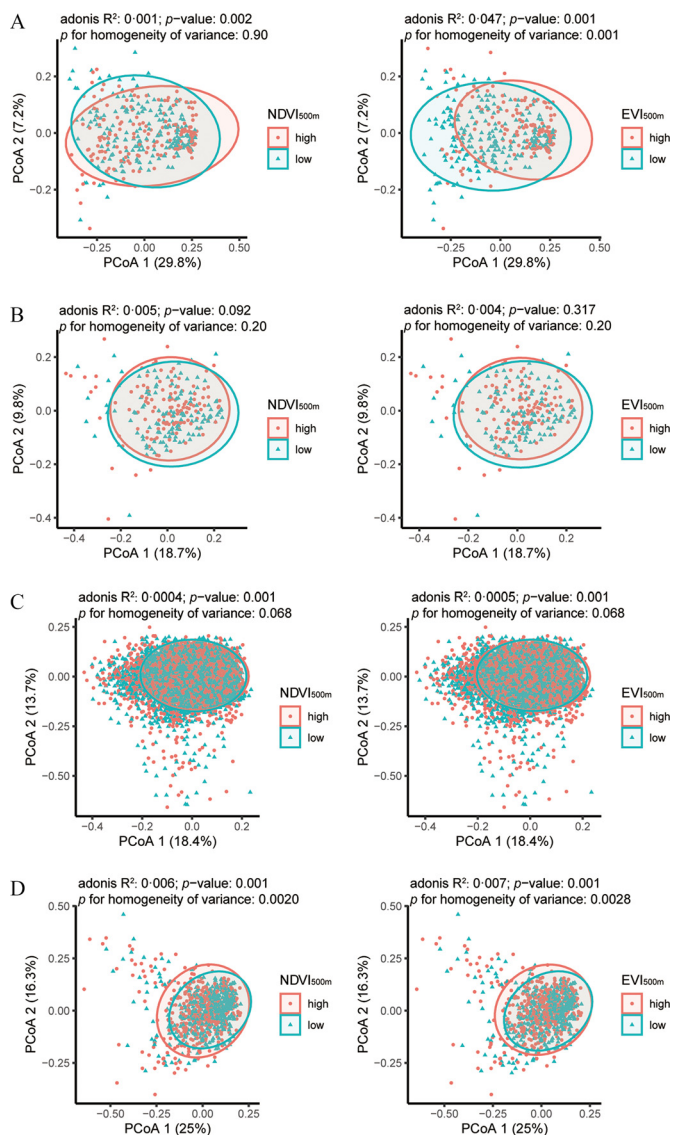 A
adonis R²: 0·001; p−value: 0.002
p for homogeneity of variance: 0.90
0.2
0.0
−0.2
PCoA 2 (7.2%)
−0.25
0.00
0.25
0.50
PCoA 1 (29.8%)
NDVI500m
high
low
adonis R²: 0·047; p−value: 0.001
p for homogeneity of variance: 0.001
0.2
0.0
−0.2
PCoA 2 (7.2%)
−0.25
0.00
0.25
0.50
PCoA 1 (29.8%)
EVI500m
high
low
B
adonis R²: 0·005; p−value: 0.092
p for homogeneity of variance: 0.20
0.2
0.0
−0.2
−0.4
PCoA 2 (9.8%)
−0.4
−0.2
0.0
0.2
PCoA 1 (18.7%)
NDVI500m
high
low
adonis R²: 0·004; p−value: 0.317
p for homogeneity of variance: 0.20
0.2
0.0
−0.2
−0.4
PCoA 2 (9.8%)
−0.4
−0.2
0.0
0.2
PCoA 1 (18.7%)
EVI500m
high
low
C
adonis R²: 0·0004; p−value: 0.001
p for homogeneity of variance: 0.068
0.25
0.00
−0.25
−0.50
PCoA 2 (13.7%)
−0.4
−0.2
0.0
0.2
PCoA 1 (18.4%)
NDVI500m
high
low
adonis R²: 0·0005; p−value: 0.001
p for homogeneity of variance: 0.068
0.25
0.00
−0.25
−0.50
PCoA 2 (13.7%)
−0.4
−0.2
0.0
0.2
PCoA 1 (18.4%)
EVI500m
high
low
D
adonis R²: 0·006; p−value: 0.001
p for homogeneity of variance: 0.0020
0.50
0.25
0.00
−0.25
PCoA 2 (16.3%)
−0.50
−0.25
0.00
0.25
PCoA 1 (25%)
NDVI500m
high
low
adonis R²: 0·007; p−value: 0.001
p for homogeneity of variance: 0.0028
0.50
0.25
0.00
−0.25
PCoA 2 (16.3%)
−0.50
−0.25
0.00
0.25
PCoA 1 (25%)
EVI500m
high
low